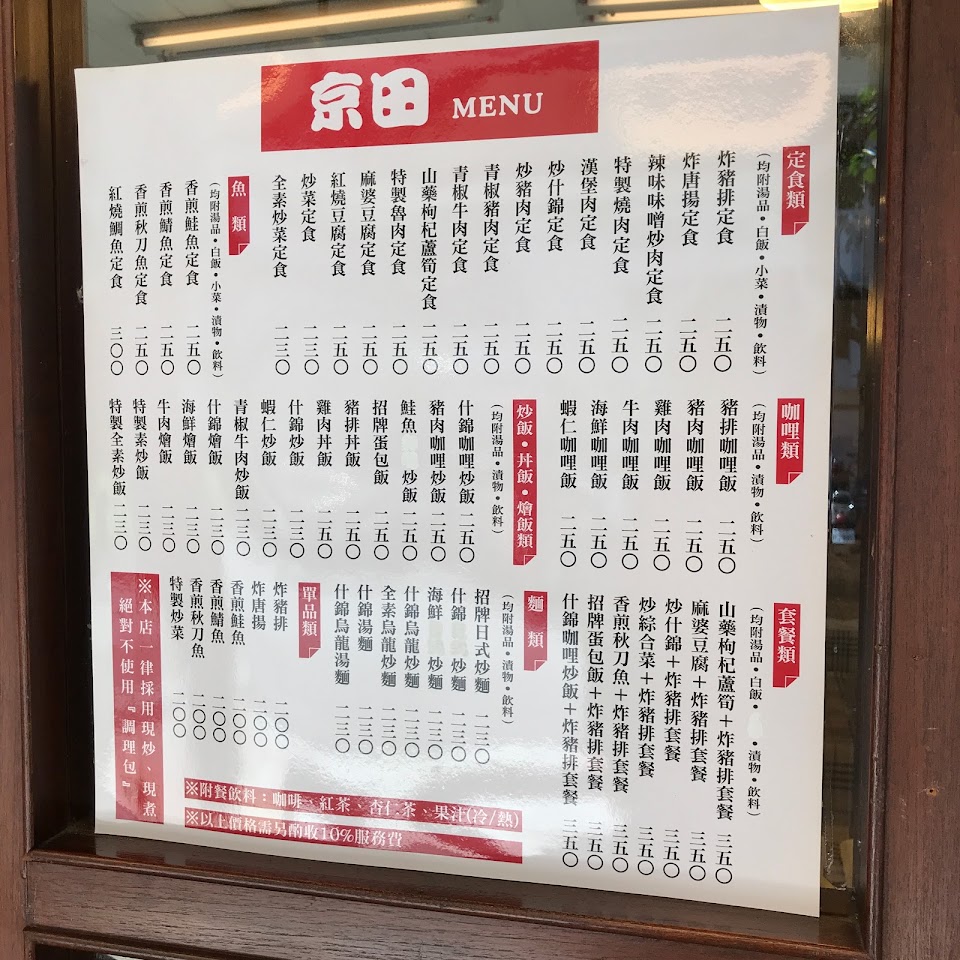 京田 MENU
定食類
(均附湯品•白飯•小菜•漬物•飲料)
炸豬排定食 二五〇
炸唐揚定食 二五〇
辣味味噌炒肉定食 二五〇
特製燒肉定食 二五〇
漢堡肉定食 二五〇
炒什錦定食 二五〇
炒豬肉定食 二五〇
青椒豬肉定食 二五〇
青椒牛肉定食 二五〇
山藥枸杞蘆筍定食 二五〇
特製魯肉定食 二五〇
麻婆豆腐定食 二五〇
紅燒豆腐定食 二五〇
炒菜定食 二三〇
全素炒菜定食 二三〇
魚類
(均附湯品•白飯•小菜•漬物•飲料)
香煎鮭魚定食 二五〇
香煎鯖魚定食 二五〇
香煎秋刀魚定食 二五〇
紅燒鯛魚定食 三〇〇
咖哩類
(均附湯品•漬物•飲料)
豬排咖哩飯 二五〇
豬肉咖哩飯 二五〇
雞肉咖哩飯 二五〇
牛肉咖哩飯 二五〇
海鮮咖哩飯 二五〇
蝦仁咖哩飯 二五〇
炒飯•丼飯•燴飯類
(均附湯品•漬物•飲料)
什錦咖哩炒飯 二五〇
豬肉咖哩炒飯 二五〇
鮭魚 炒飯 二五〇
招牌蛋包飯 二五〇
豬排丼飯 二五〇
雞肉丼飯 二五〇
什錦炒飯 二三〇
蝦仁炒飯 二三〇
青椒牛肉炒飯 二三〇
什錦燴飯 二三〇
海鮮燴飯 二三〇
牛肉燴飯 二三〇
特製素炒飯 二三〇
特製全素炒飯 二三〇
套餐類
(均附湯品•白飯• •漬物•飲料)
山藥枸杞蘆筍+炸豬排套餐 三五〇
麻婆豆腐+炸豬排套餐 三五〇
炒什錦+炸豬排套餐 三五〇
炒綜合菜+炸豬排套餐 三五〇
香煎秋刀魚+炸豬排套餐 三五〇
招牌蛋包飯+炸豬排套餐 三五〇
什錦咖哩炒飯+炸豬排套餐 三五〇
麵類
(均附湯品•漬物•飲料)
招牌日式炒麵 二三〇
什錦 炒麵 二三〇
海鮮 炒麵 二三〇
什錦烏龍炒麵 二三〇
全素烏龍炒麵 二三〇
什錦湯麵 二三〇
什錦烏龍湯麵 二三〇
單品類
炸豬排 一〇〇
炸唐揚 一〇〇
香煎鮭魚 一〇〇
香煎鯖魚 一〇〇
香煎秋刀魚 一〇〇
特製炒菜 一〇〇
※本店一律採用現炒、現煮
絕對不使用『調理包』
※附餐飲料：咖啡、紅茶、杏仁茶、果汁(冷/熱)
※以上價格需另酌收10%服務費